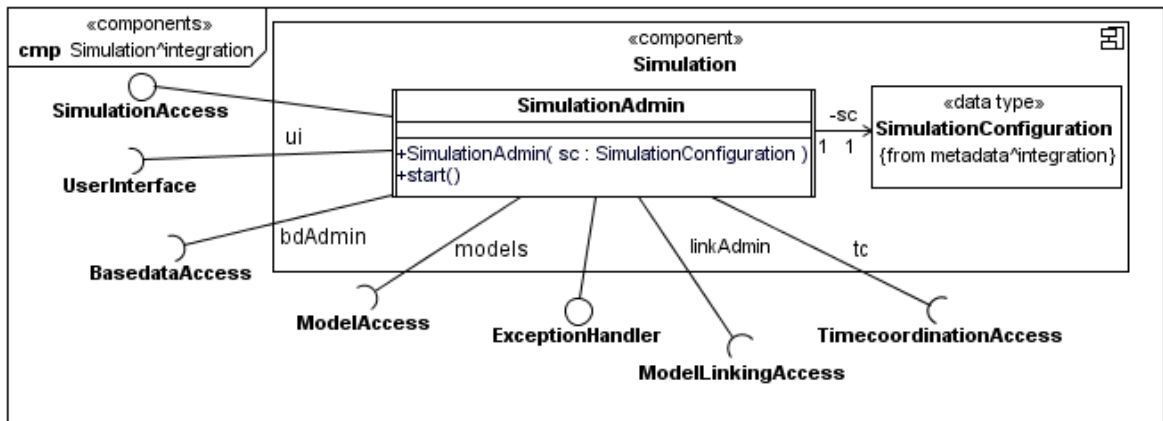 «components»
cmp Simulation^integration
«component»
Simulation
SimulationAccess
SimulationAdmin
-sc
«data type»
SimulationConfiguration
{from metadata^integration}
ui
+SimulationAdmin( sc : SimulationConfiguration )
1 1
+start()
UserInterface
bdAdmin
models
linkAdmin
tc
BasedataAccess
ModelAccess
ExceptionHandler
TimecoordinationAccess
ModelLinkingAccess